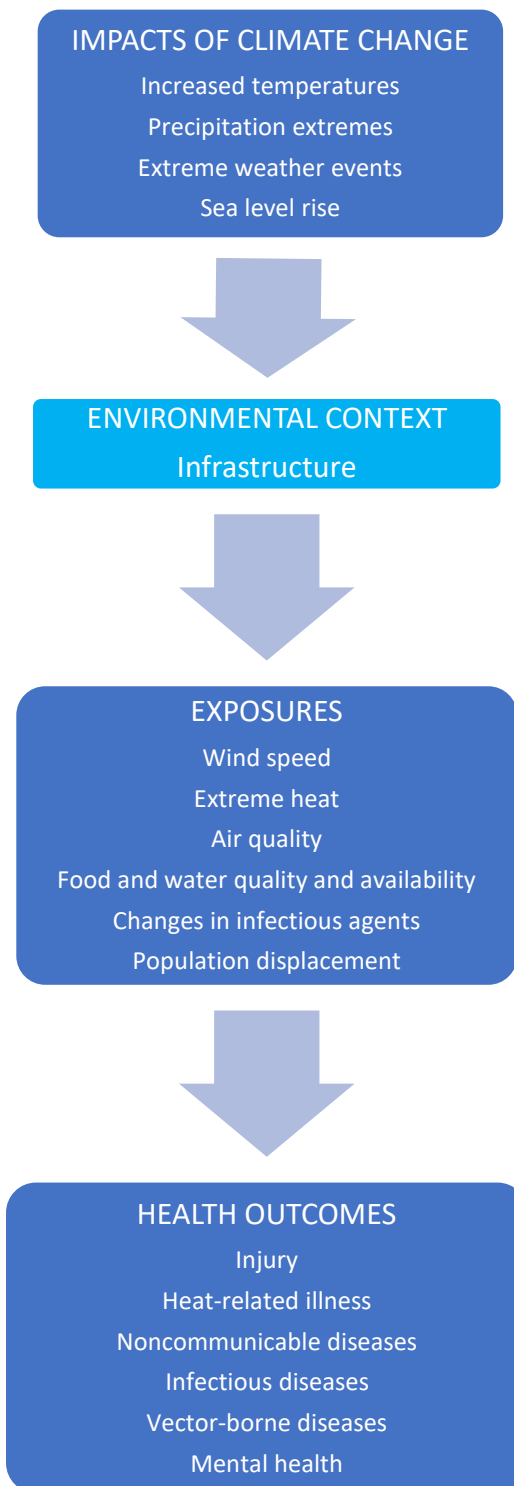 IMPACTS OF CLIMATE CHANGE
Increased temperatures
Precipitation extremes
Extreme weather events
Sea level rise
ENVIRONMENTAL CONTEXT
Infrastructure
EXPOSURES
Wind speed
Extreme heat
Air quality
Food and water quality and availability
Changes in infectious agents
Population displacement
HEALTH OUTCOMES
Injury
Heat-related illness
Noncommunicable diseases
Infectious diseases
Vector-borne diseases
Mental health